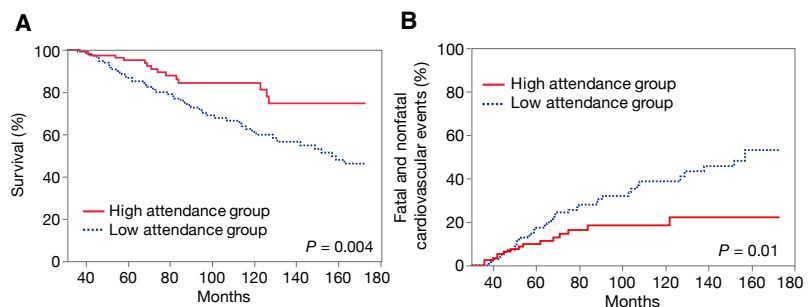 A
100
80
60
40
20
0
Survival (%)
High attendance group
Low attendance group
P = 0.004
40 60 80 100 120 140 160 180
Months
B
100
80
60
40
20
0
Fatal and nonfatal
cardiovascular events (%)
High attendance group
Low attendance group
P = 0.01
40 60 80 100 120 140 160 180
Months